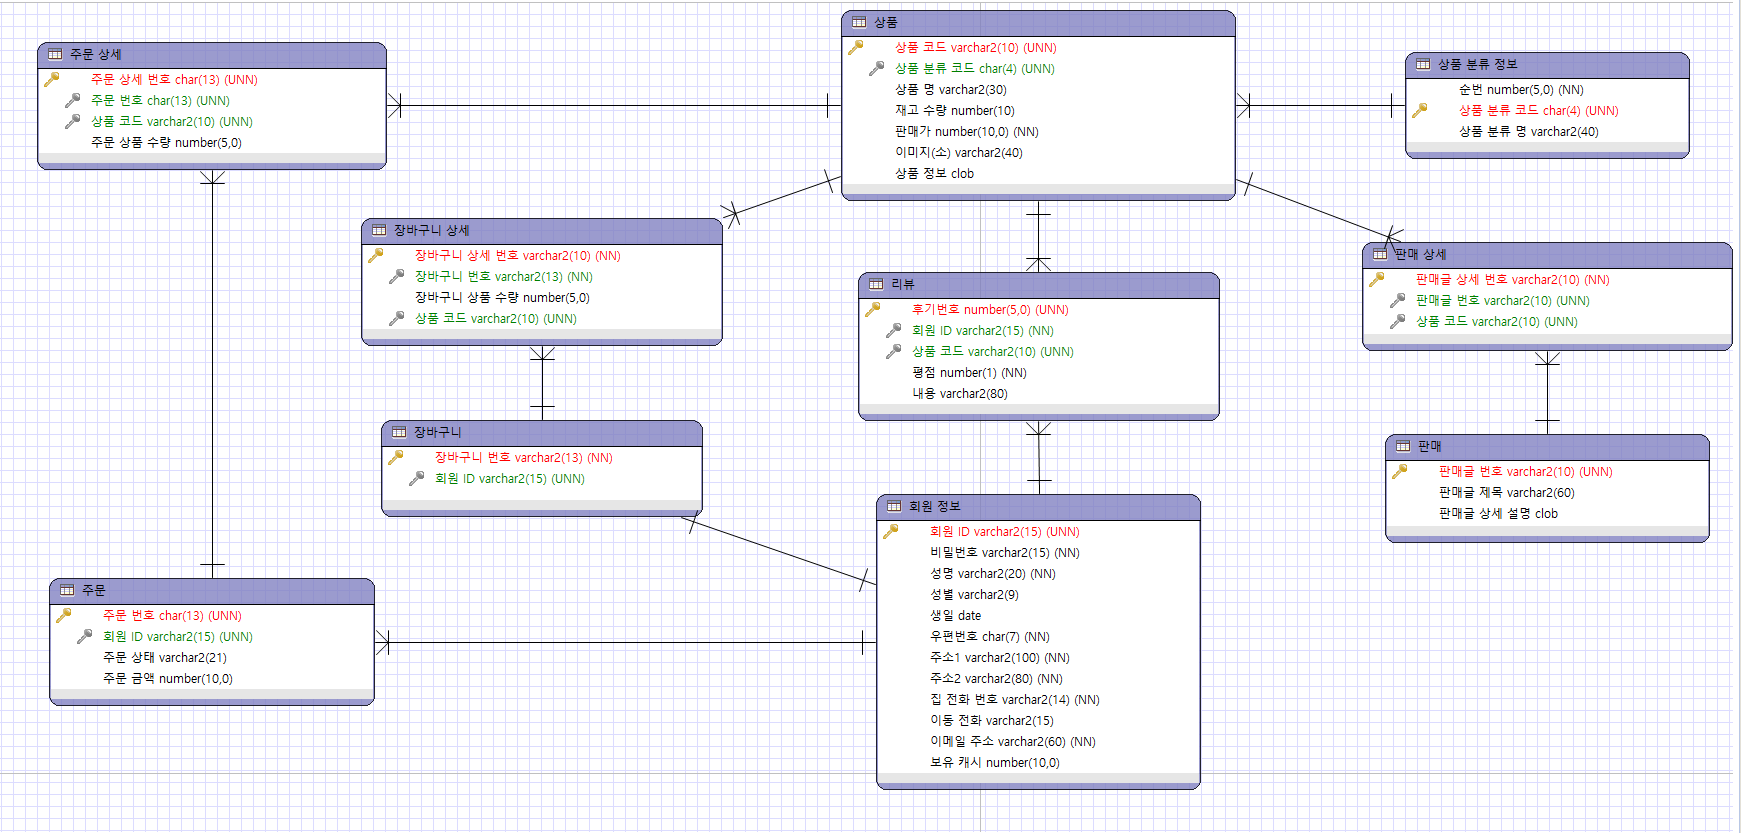 상품
상품 코드 varchar2(10) (UNN)
상품 분류 코드 char(4) (UNN)
상품 명 varchar2(30)
재고 수량 number(10)
판매가 number(10,0) (NN)
이미지(소) varchar2(40)
상품 정보 clob
주문 상세
주문 상세 번호 char(13) (UNN)
주문 번호 char(13) (UNN)
상품 코드 varchar2(10) (UNN)
주문 상품 수량 number(5,0)
상품 분류 정보
순번 number(5,0) (NN)
상품 분류 코드 char(4) (UNN)
상품 분류 명 varchar2(40)
장바구니 상세
장바구니 상세 번호 varchar2(10) (NN)
장바구니 번호 varchar2(13) (NN)
장바구니 상품 수량 number(5,0)
상품 코드 varchar2(10) (UNN)
리뷰
후기번호 number(5,0) (UNN)
회원 ID varchar2(15) (NN)
상품 코드 varchar2(10) (UNN)
평점 number(1) (NN)
내용 varchar2(80)
판매 상세
판매글 상세 번호 varchar2(10) (NN)
판매글 번호 varchar2(10) (UNN)
상품 코드 varchar2(10) (UNN)
장바구니
장바구니 번호 varchar2(13) (NN)
회원 ID varchar2(15) (UNN)
판매
판매글 번호 varchar2(10) (UNN)
판매글 제목 varchar2(60)
판매글 상세 설명 clob
회원 정보
회원 ID varchar2(15) (UNN)
비밀번호 varchar2(15) (NN)
성명 varchar2(20) (NN)
성별 varchar2(9)
생일 date
우편번호 char(7) (NN)
주소1 varchar2(100) (NN)
주소2 varchar2(80) (NN)
집 전화 번호 varchar2(14) (NN)
이동 전화 varchar2(15)
이메일 주소 varchar2(60) (NN)
보유 캐시 number(10,0)
주문
주문 번호 char(13) (UNN)
회원 ID varchar2(15) (UNN)
주문 상태 varchar2(21)
주문 금액 number(10,0)